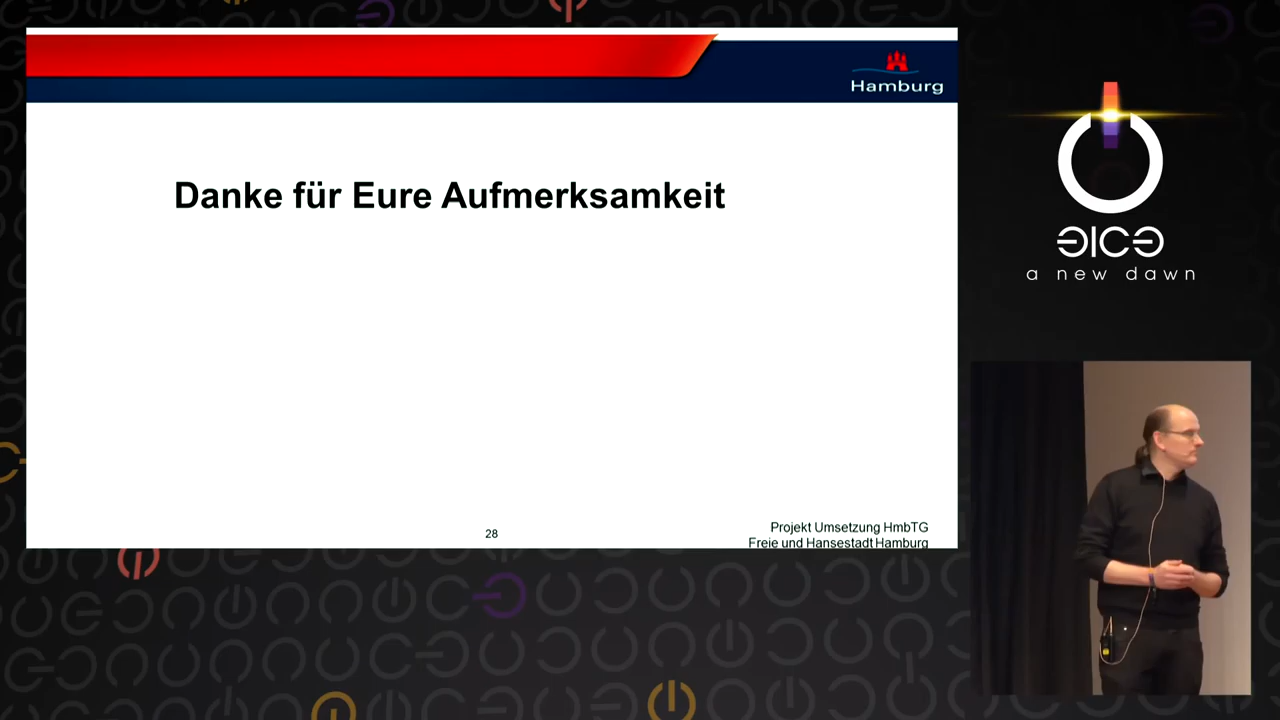 Hamburg
Danke für Eure Aufmerksamkeit
28
Projekt Umsetzung HmbTG
Freie und Hansestadt Hamburg
a new dawn